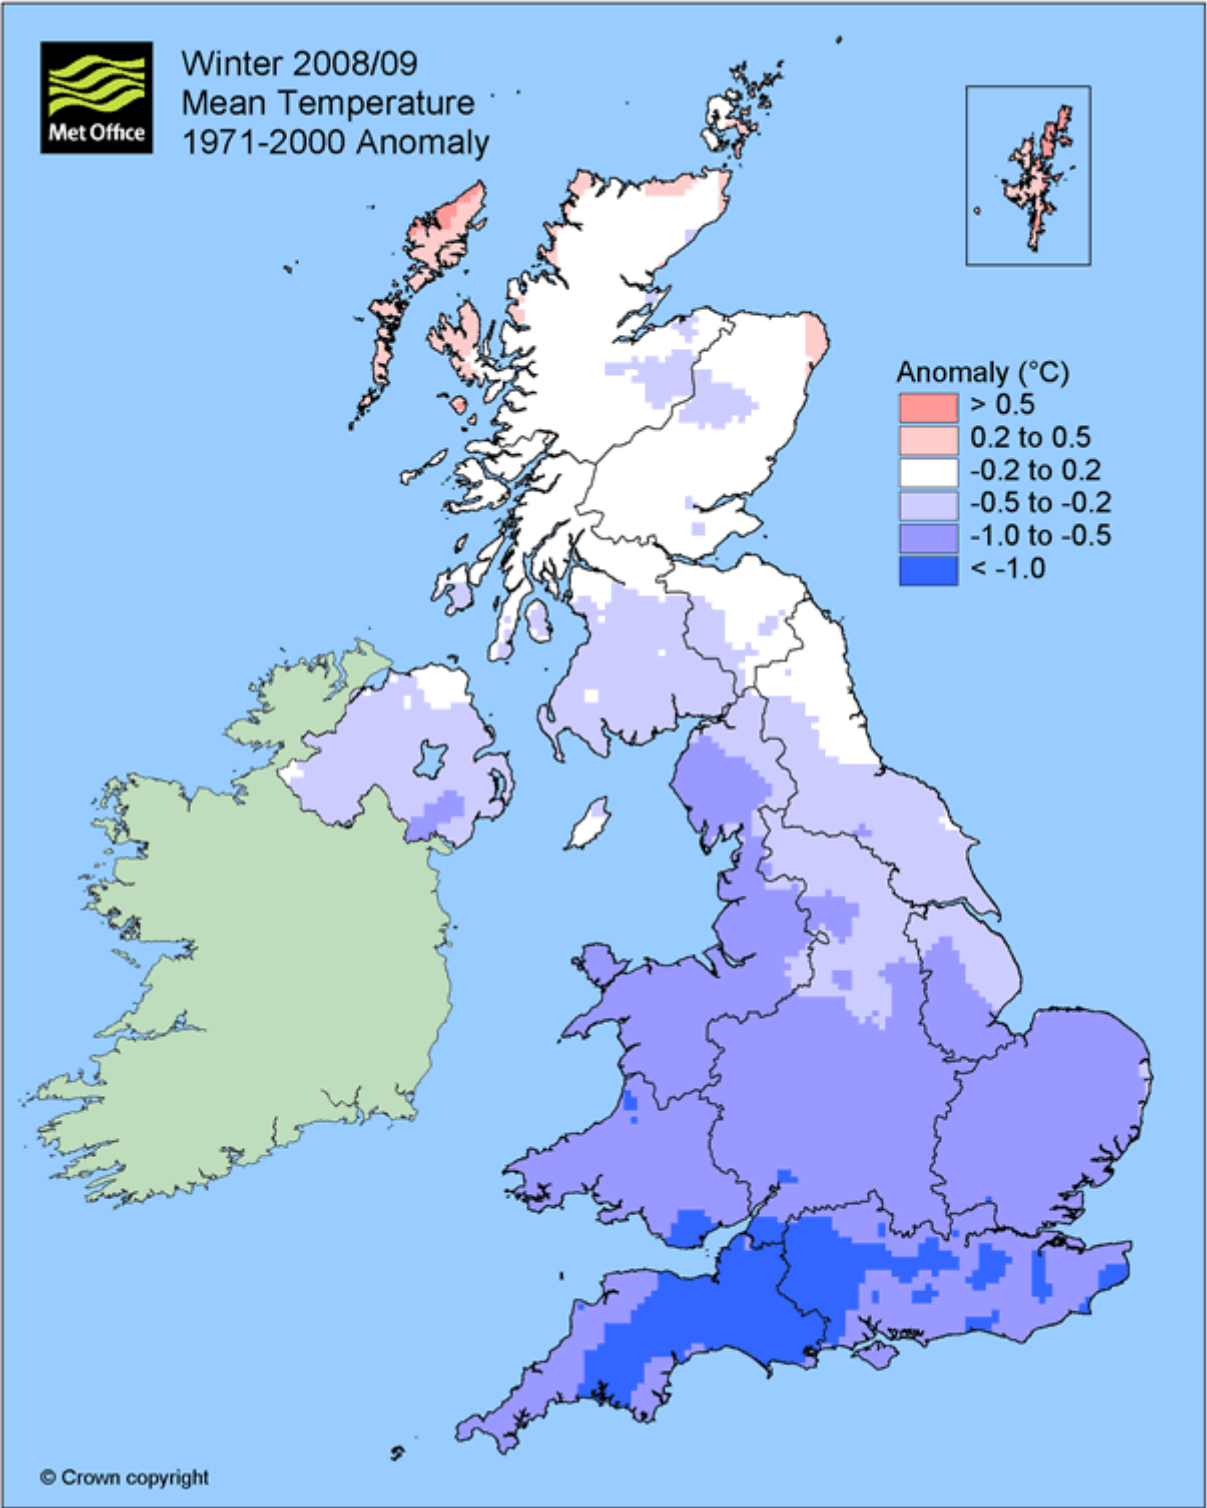 Winter 2008/09
Mean Temperature
1971-2000 Anomaly
Met Office
Anomaly (°C)
> 0.5
0.2 to 0.5
-0.2 to 0.2
-0.5 to -0.2
-1.0 to -0.5
< -1.0
© Crown copyright